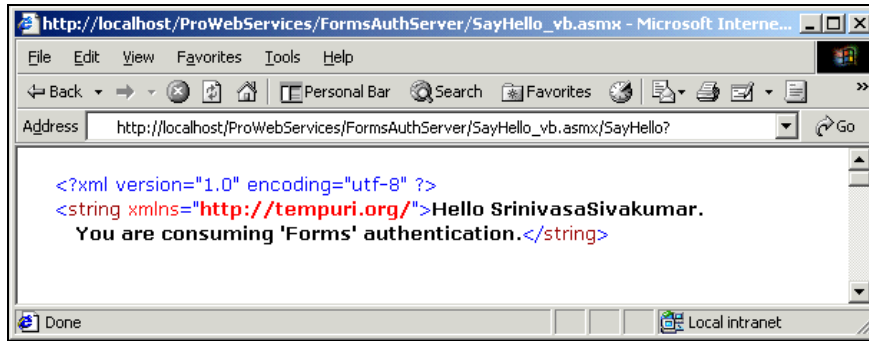 http://localhost/ProWebServices/FormsAuthServer/SayHello_vb.asmx - Microsoft Interne...
File Edit View Favorites Tools Help
Back Personal Bar Search Favorites »
Address http://localhost/ProWebServices/FormsAuthServer/SayHello_vb.asmx/SayHello? Go
<?xml version="1.0" encoding="utf-8" ?>
<string xmlns="http://tempuri.org/">Hello SrinivasaSivakumar.
You are consuming 'Forms' authentication.</string>
Done Local intranet